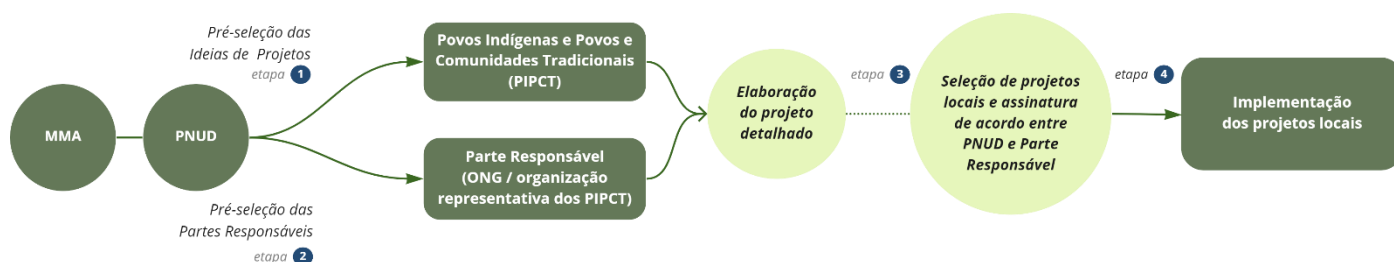 MMA
PNUD
Pré-seleção das
Ideias de Projetos
etapa 1
Pré-seleção das
Partes Responsáveis
etapa 2
Povos Indígenas e Povos e
Comunidades Tradicionais
(PIPCT)
Parte Responsável
(ONG / organização
representativa dos PIPCT)
Elaboração
do projeto
detalhado
etapa 3
Seleção de projetos
locais e assinatura
de acordo entre
PNUD e Parte
Responsável
etapa 4
Implementação
dos projetos locais